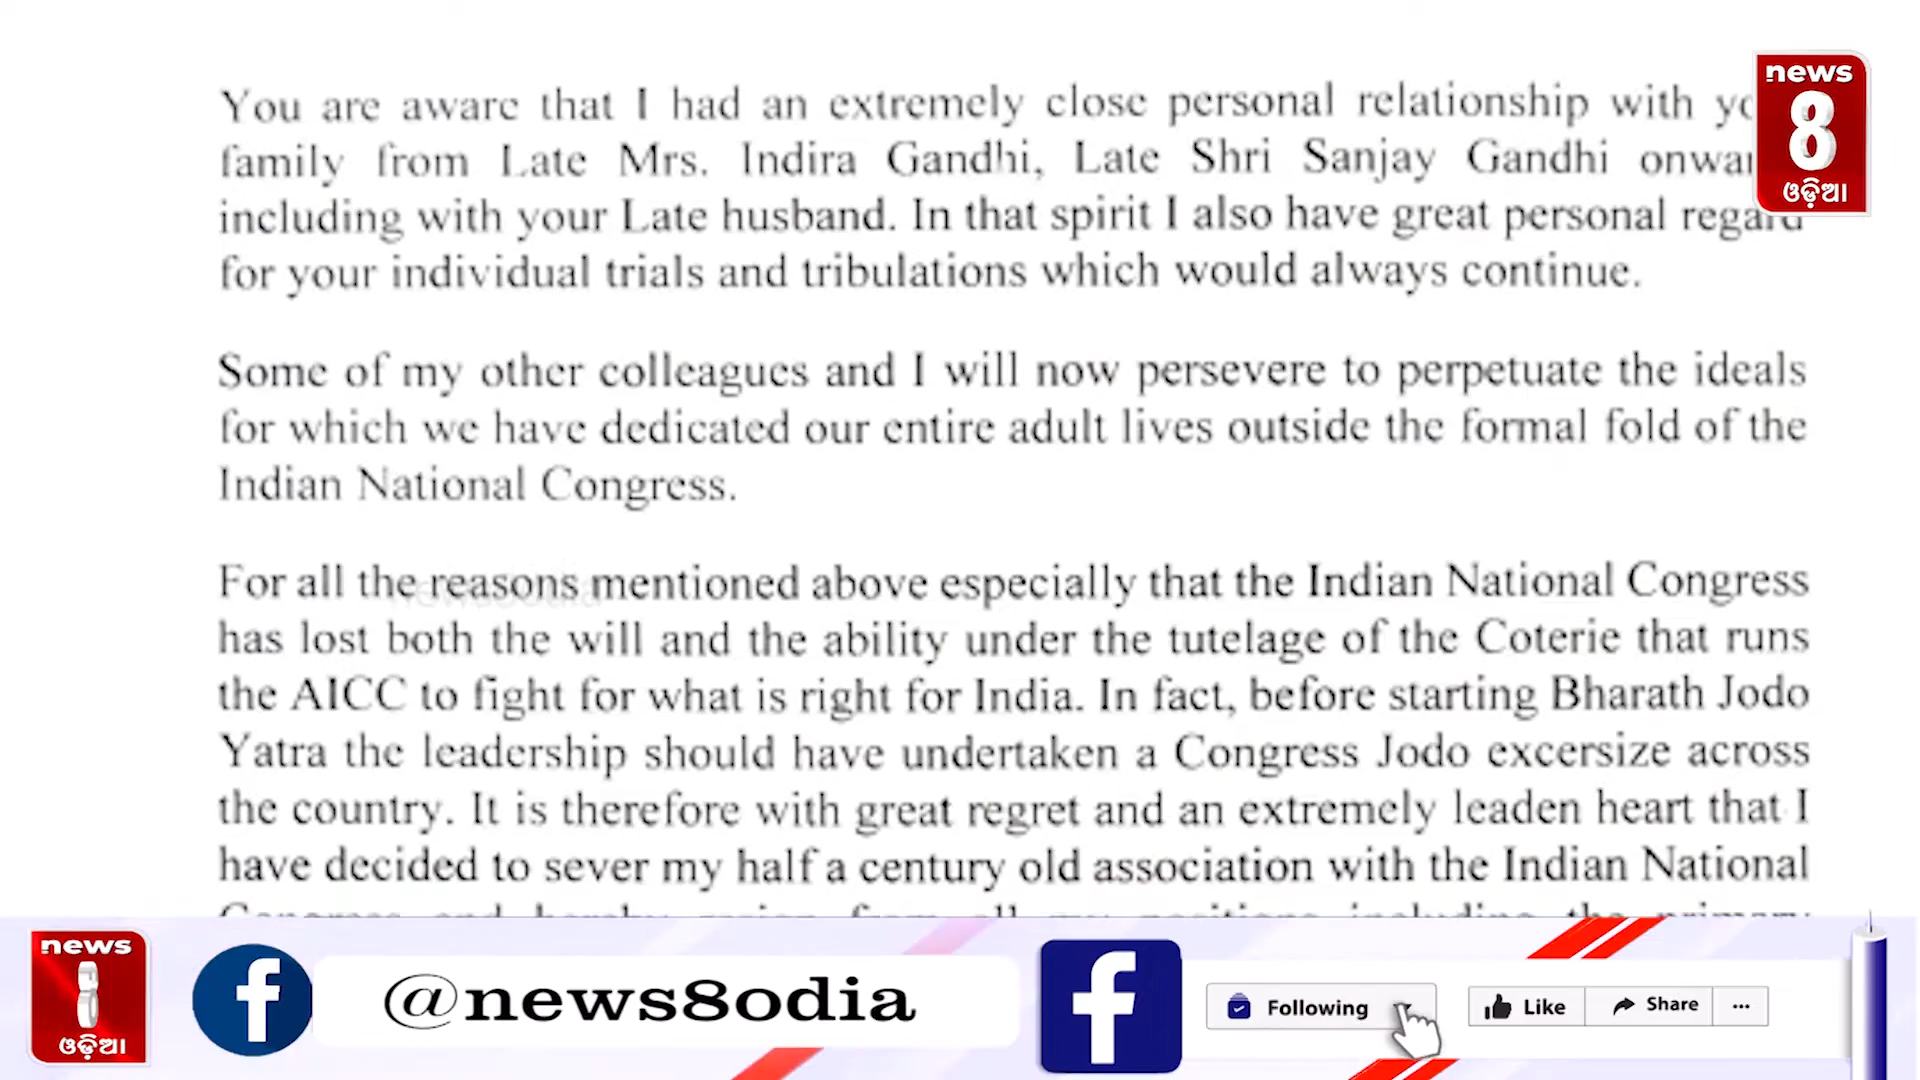 You are aware that I had an extremely close personal relationship with
family from Late Mrs. Indira Gandhi, Late Shri Sanjay Gandhi
including with your Late husband. In that spirit I also have great personal regard
for your individual trials and tribulations which would always continue.
Some of my other colleagues and I will now persevere to perpetuate the ideals
for which we have dedicated our entire adult lives outside the formal fold of the
Indian National Congress.
For all the reasons mentioned above especially that the Indian National Congress
has lost both the will and the ability under the tutelage of the Coterie that runs
the AICC to fight for what is right for India. In fact, before starting Bharath Jodo
Yatra the leadership should have undertaken a Congress Jodo excersize across
the country. It is therefore with great regret and an extremely leaden heart that I
have decided to sever my half a century old association with the Indian National
news
8
ଓଡ଼ିଆ
news8odia
news
8
ଓଡ଼ିଆ
@news8odia
Following
Like
Share